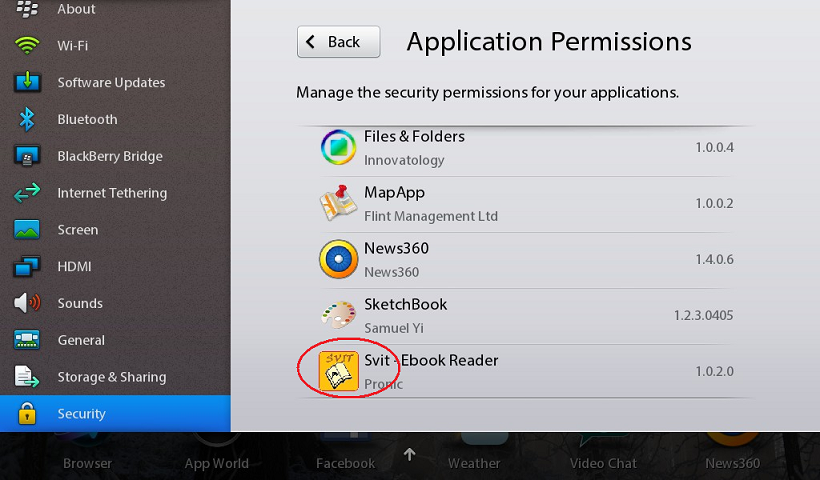 About
Wi-Fi
Software Updates
Bluetooth
BlackBerry Bridge
Internet Tethering
Screen
HDMI
Sounds
General
Storage & Sharing
Security
Back
Application Permissions
Manage the security permissions for your applications.
Files & Folders
Innovatology
1.0.0.4
MapApp
Flint Management Ltd
1.0.0.2
News360
News360
1.4.0.6
SketchBook
Samuel Yi
1.2.3.0405
SVIT
Svit - Ebook Reader
Pronic
1.0.2.0
Browser
App World
Facebook
Weather
Video Chat
News360